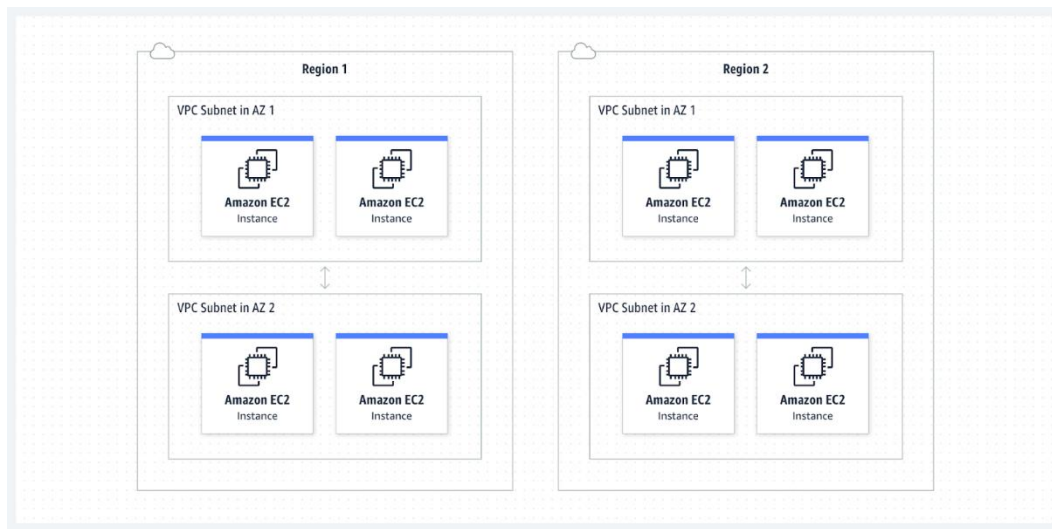 Region 1
VPC Subnet in AZ 1
Amazon EC2
Instance
Amazon EC2
Instance
VPC Subnet in AZ 2
Amazon EC2
Instance
Amazon EC2
Instance
Region 2
VPC Subnet in AZ 1
Amazon EC2
Instance
Amazon EC2
Instance
VPC Subnet in AZ 2
Amazon EC2
Instance
Amazon EC2
Instance